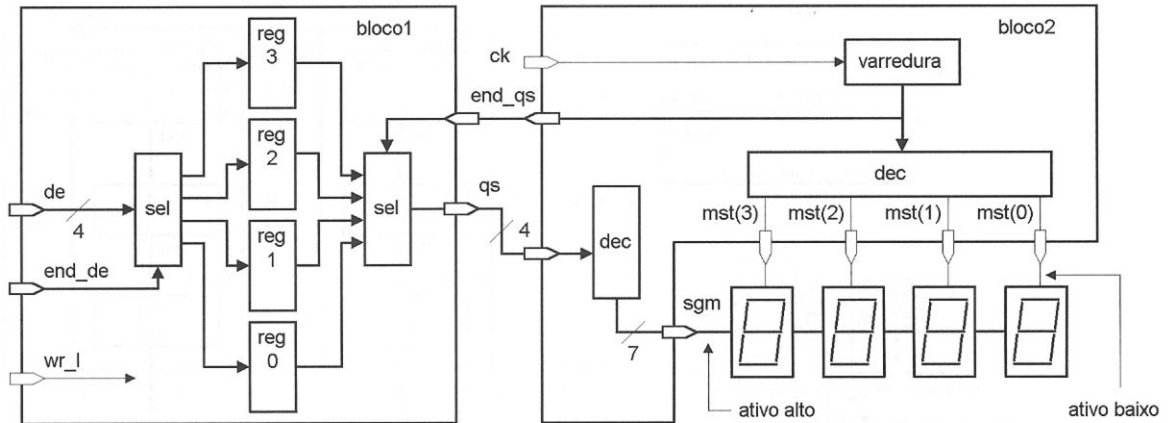 bloco1
reg
3
reg
2
reg
1
reg
0
de
4
sel
end_de
wr_l
sel
end_qs
qs
4
ck
bloco2
varredura
dec
mst(3) mst(2) mst(1) mst(0)
dec
7
sgm
ativo alto
ativo baixo